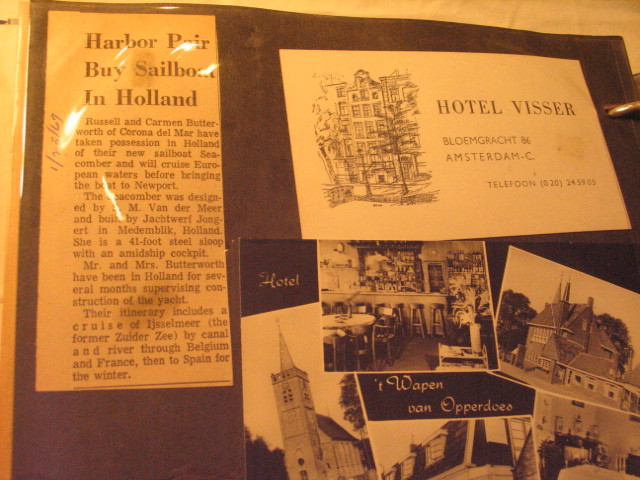 Harbor Pair
Buy Sailboat
In Holland
Russell and Carmen Butter-
worth of Corona del Mar have
taken possession in Holland
of their new sailboat Sea-
comber and will cruise Euro-
pean waters before bringing
the boat to Newport.
The Seacomber was design-
ed by M. Van der Meer
and built by Jachtwerf Jong-
ert in Medemblik, Holland.
She is a 41-foot steel sloop
with an amidship cockpit.
Mr. and Mrs. Butterworth
have been in Holland for sev-
eral months supervising con-
struction of the yacht.
Their itinerary includes a
cruise of Ijsselmeer (the
former Zuider Zee) by canal
and river through Belgium
and France, then to Spain for
the winter.
HOTEL VISSER
BLOEMGRACHT 86
AMSTERDAM-C.
TELEFOON (020) 24 59 05
Hotel
't Wapen
van Opperdoes